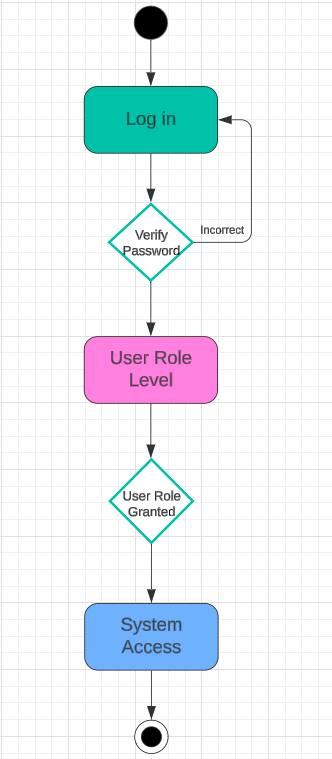 Log in
Verify
Password
Incorrect
User Role
Level
User Role
Granted
System
Access